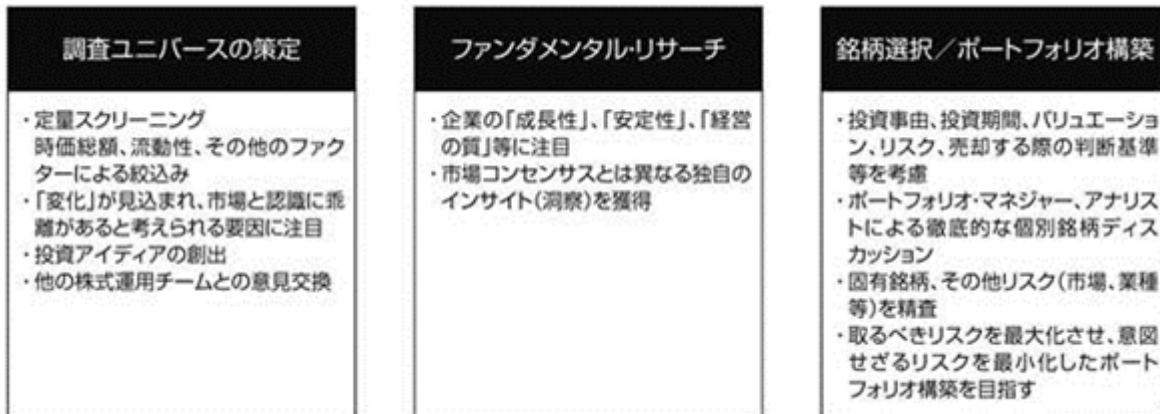 調査ユニバースの策定
・定量スクリーニング
時価総額、流動性、その他のファク
ターによる絞込み
・「変化」が見込まれ、市場と認識に乖
離があると考えられる要因に注目
・投資アイディアの創出
・他の株式運用チームとの意見交換
ファンダメンタル・リサーチ
・企業の「成長性」、「安定性」、「経営
の質」等に注目
・市場コンセンサスとは異なる独自の
インサイト(洞察)を獲得
銘柄選択／ポートフォリオ構築
・投資事由、投資期間、バリュエーショ
ン、リスク、売却する際の判断基準
等を考慮
・ポートフォリオ・マネジャー、アナリス
トによる徹底的な個別銘柄ディス
カッション
・固有銘柄、その他リスク(市場、業種
等)を精査
・取るべきリスクを最大化させ、意図
せざるリスクを最小化したポート
フォリオ構築を目指す